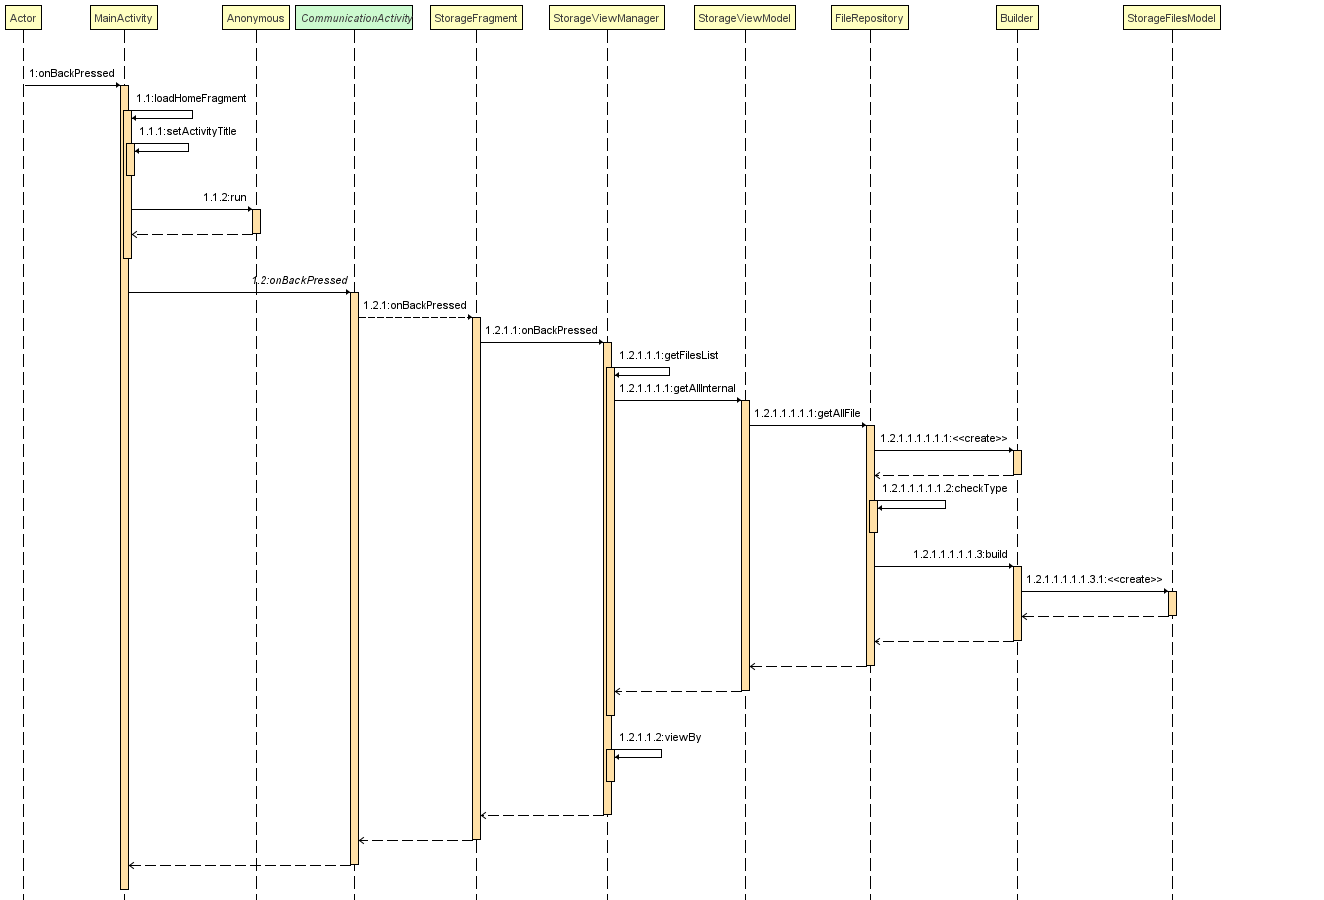 Actor
MainActivity
Anonymous
CommunicationActivity
StorageFragment
StorageViewManager
StorageViewModel
FileRepository
Builder
StorageFilesModel
1:onBackPressed
1.1:loadHomeFragment
1.1.1:setActivityTitle
1.1.2:run
1.2:onBackPressed
1.2.1:onBackPressed
1.2.1.1:onBackPressed
1.2.1.1.1:getFilesList
1.2.1.1.1.1:getAllInternal
1.2.1.1.1.1.1:getAllFile
1.2.1.1.1.1.1.1:<<create>>
1.2.1.1.1.1.1.2:checkType
1.2.1.1.1.1.1.3:build
1.2.1.1.1.1.1.3.1:<<create>>
1.2.1.1.2:viewBy